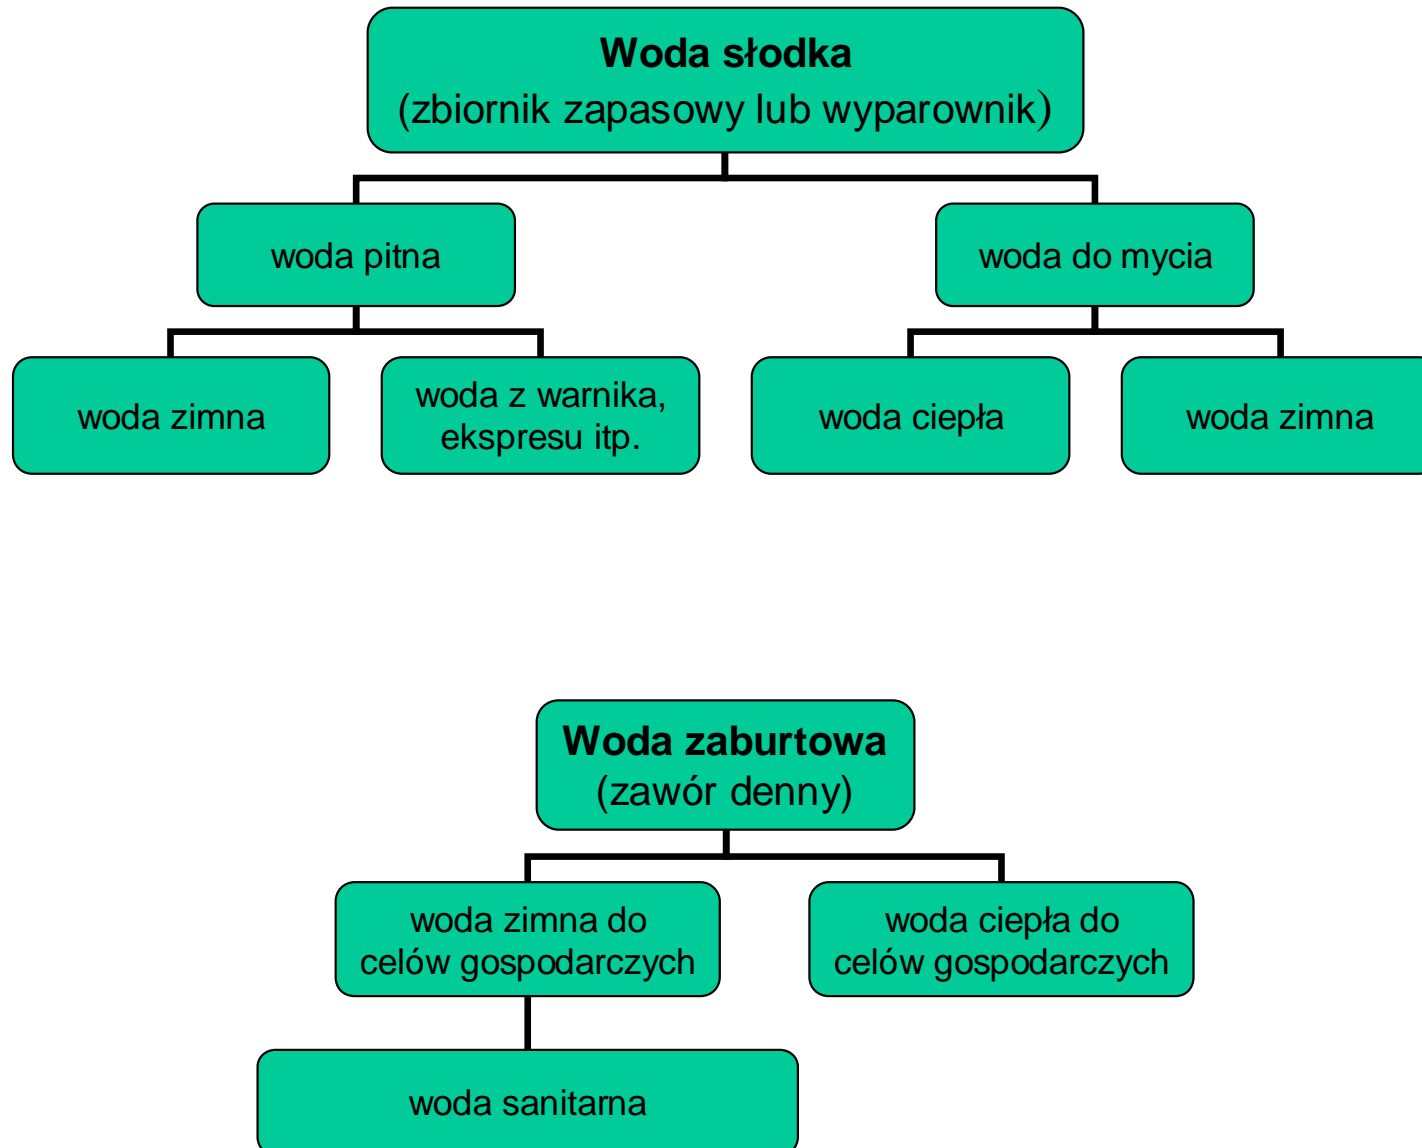 Woda słodka
(zbiornik zapasowy lub wyparownik)
woda pitna
woda do mycia
woda zimna
woda z warnika,
ekspresu itp.
woda ciepła
woda zimna
Woda zaburtowa
(zawór denny)
woda zimna do
celów gospodarczych
woda ciepła do
celów gospodarczych
woda sanitarna